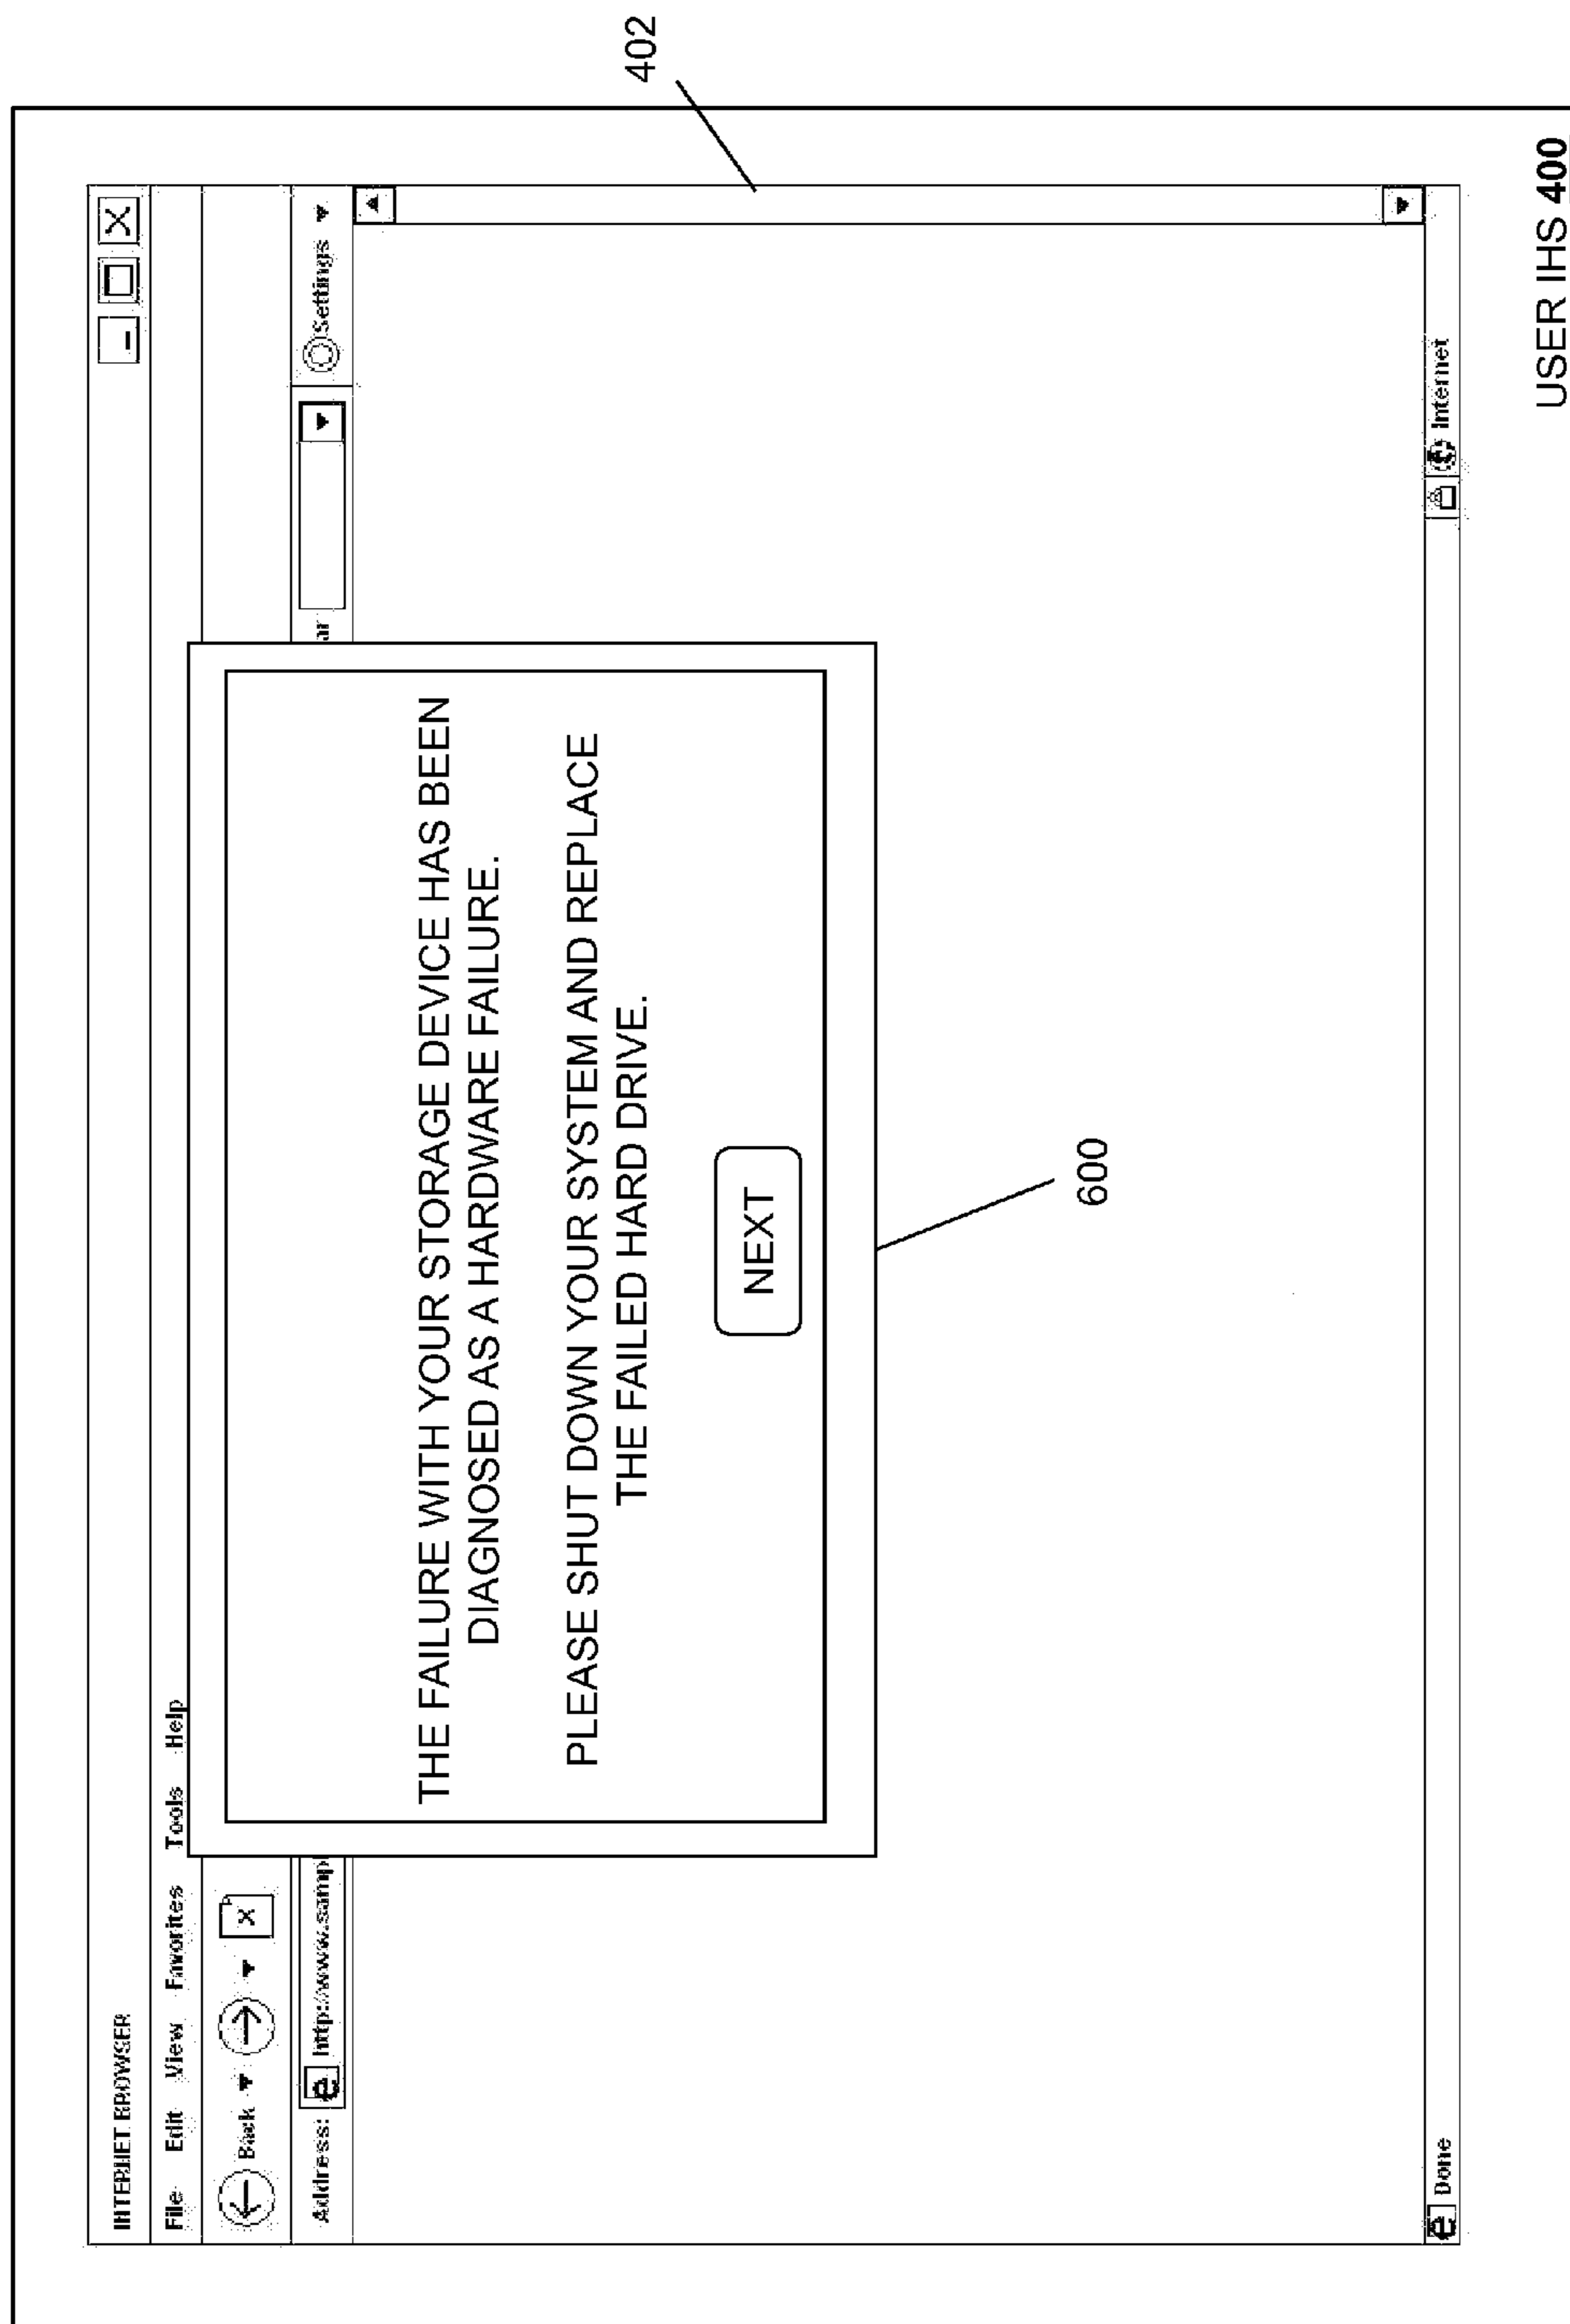 INTERNET BROWSER
File Edit View Favorites Tools Help
Back
Address: http://www.sampl ar Settings
THE FAILURE WITH YOUR STORAGE DEVICE HAS BEEN
DIAGNOSED AS A HARDWARE FAILURE.
PLEASE SHUT DOWN YOUR SYSTEM AND REPLACE
THE FAILED HARD DRIVE.
NEXT
600
402
Done Internet
USER IHS 400